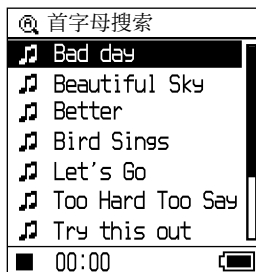 首字母搜索
Bad day
Beautiful Sky
Better
Bird Sings
Let's Go
Too Hard Too Say
Try this out
00:00